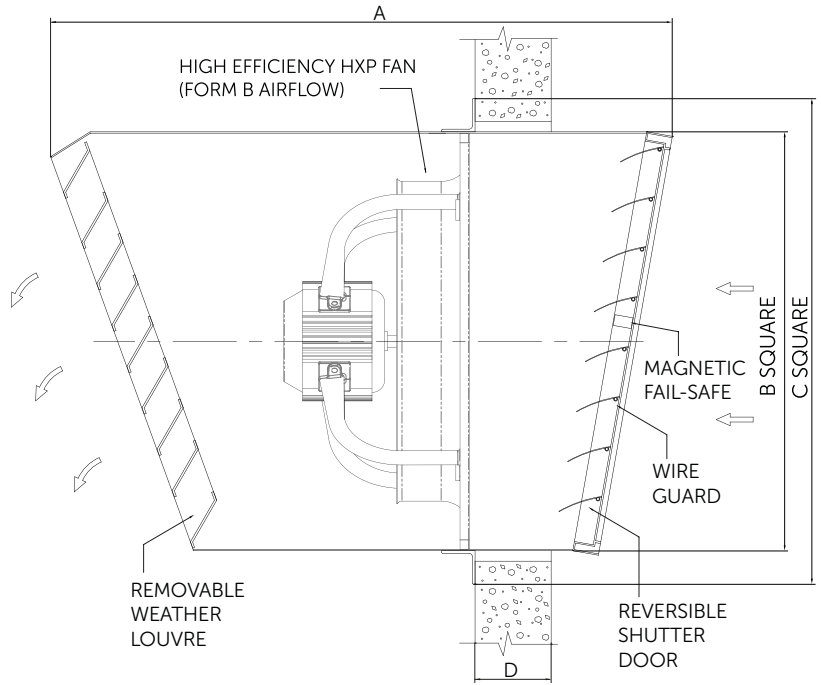 A
HIGH EFFICIENCY HXP FAN
(FORM B AIRFLOW)
B SQUARE
C SQUARE
MAGNETIC
FAIL-SAFE
WIRE
GUARD
REMOVABLE
WEATHER
LOUVRE
REVERSIBLE
SHUTTER
DOOR
D